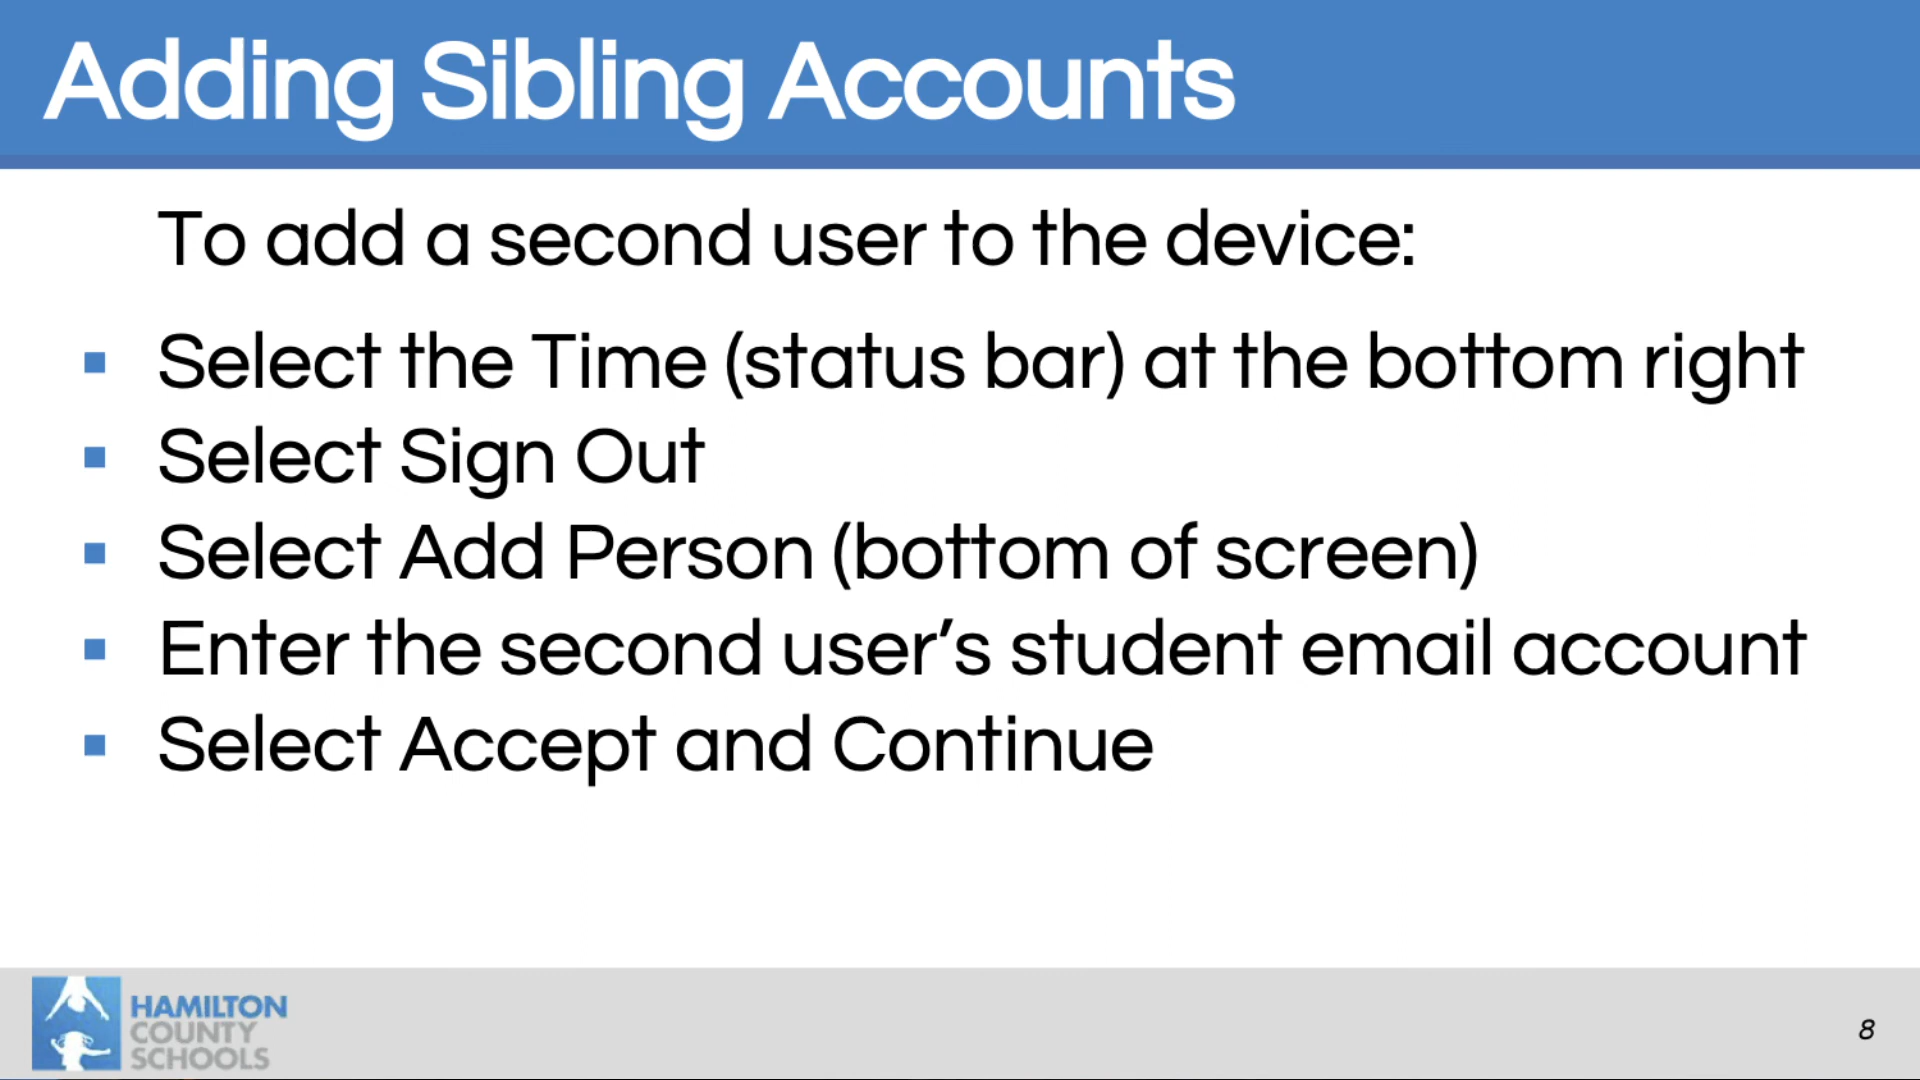 Adding Sibling Accounts
To add a second user to the device:
Select the Time (status bar) at the bottom right
Select Sign Out
Select Add Person (bottom of screen)
Enter the second user’s student email account
Select Accept and Continue
HAMILTON
COUNTY
SCHOOLS
8